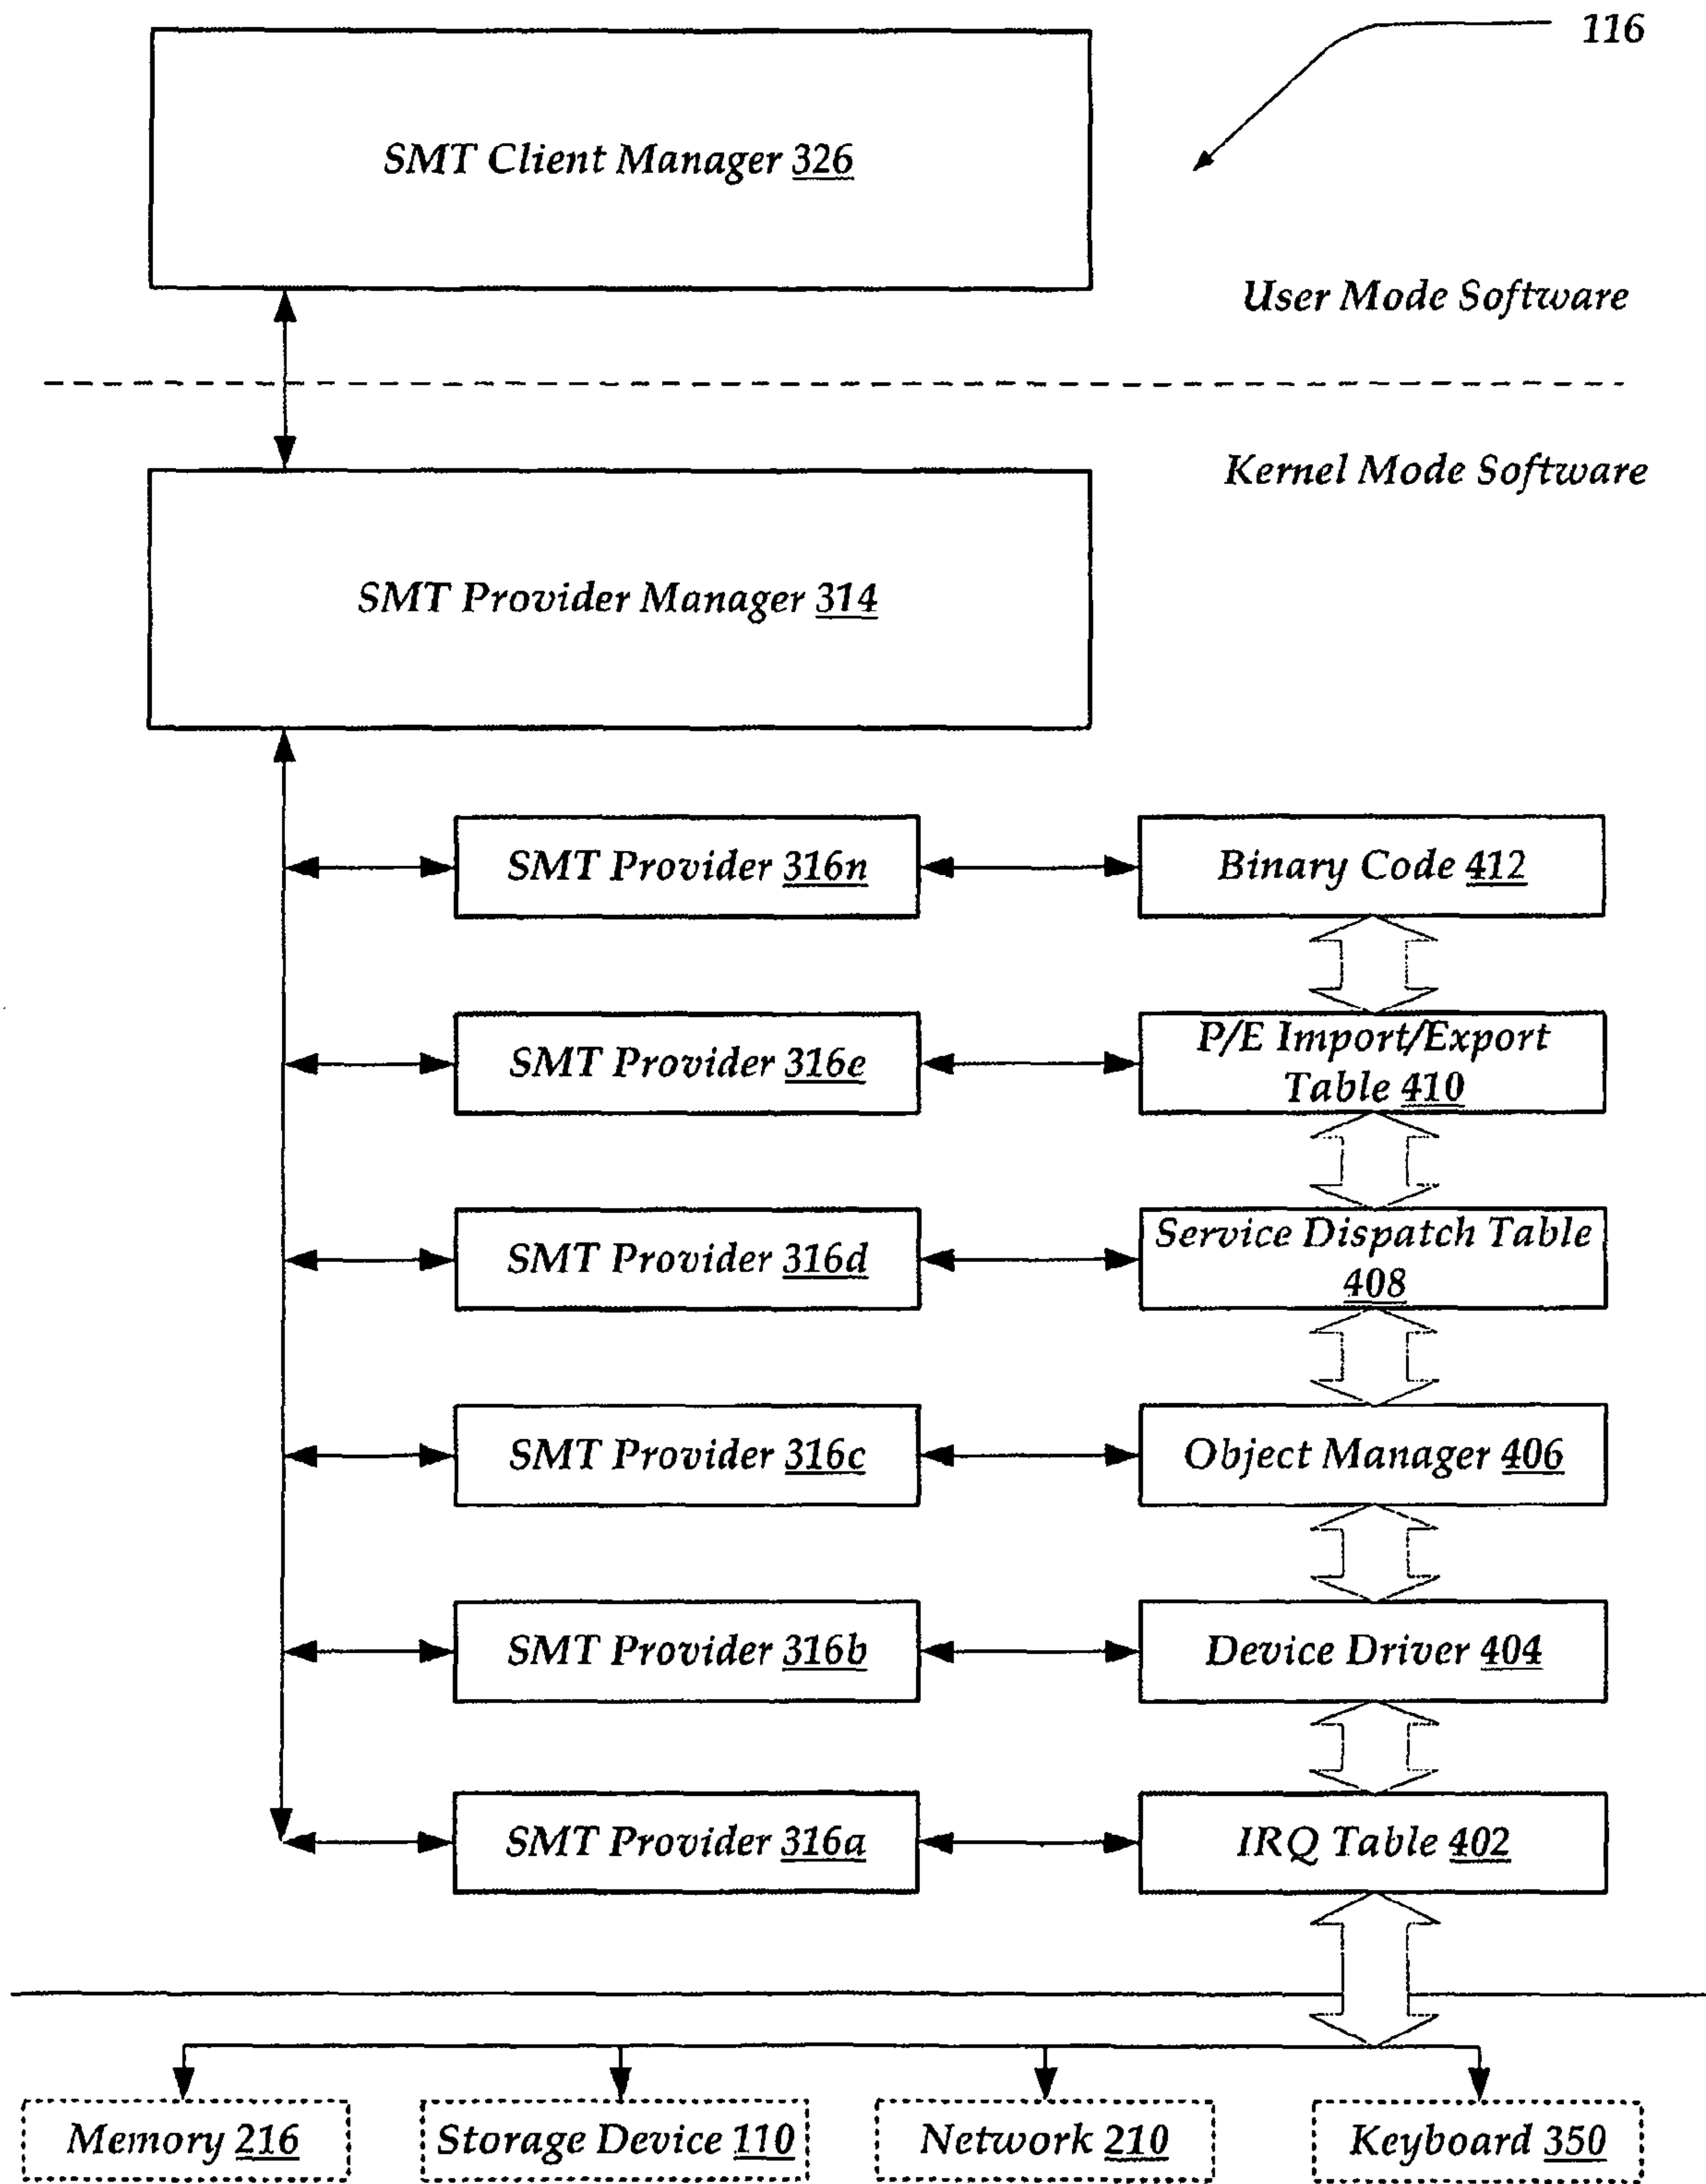 116
SMT Client Manager 326
User Mode Software
Kernel Mode Software
SMT Provider Manager 314
SMT Provider 316n
Binary Code 412
SMT Provider 316e
P/E Import/Export
Table 410
SMT Provider 316d
Service Dispatch Table
408
SMT Provider 316c
Object Manager 406
SMT Provider 316b
Device Driver 404
SMT Provider 316a
IRQ Table 402
Memory 216
Storage Device 110
Network 210
Keyboard 350